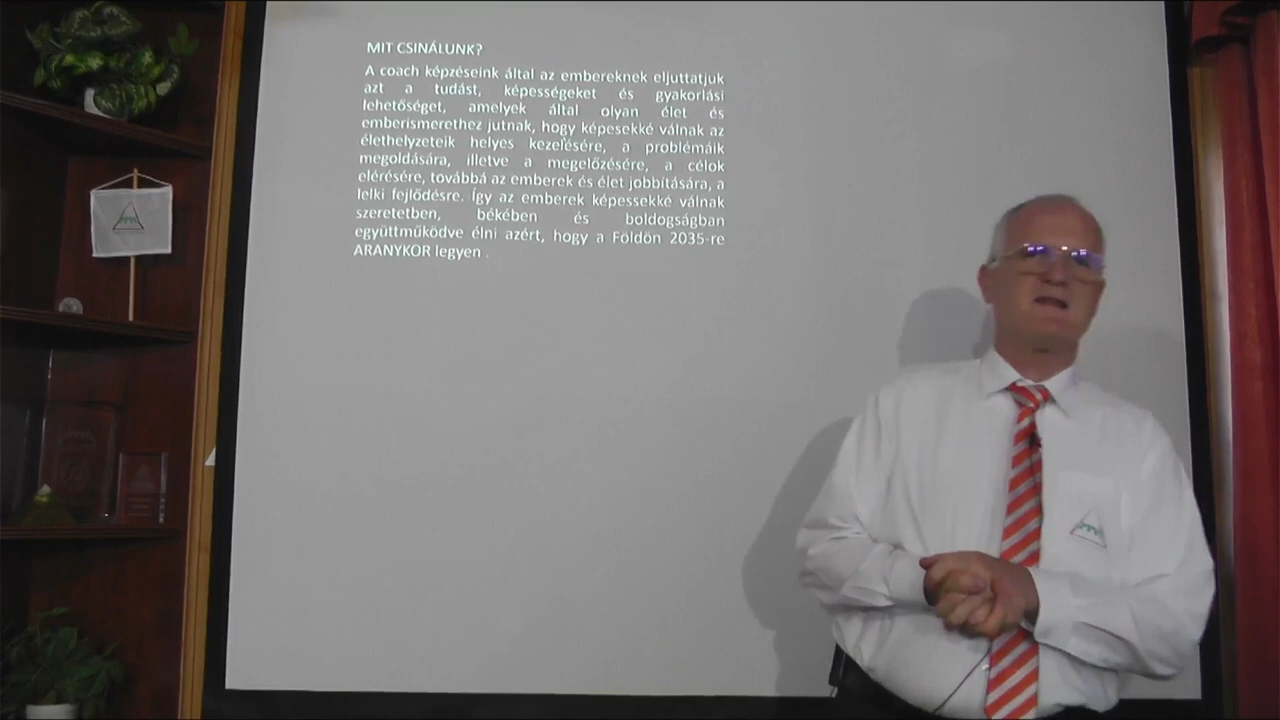 MIT CSINÁLUNK?
A coach képzéseink által az embereknek eljuttatjuk
azt a tudást, képességeket és gyakorlási
lehetőséget, amelyek által olyan élet és
emberismerethez jutnak, hogy képesekké válnak az
élethelyzeteik helyes kezelésére, a problémáik
megoldására, illetve a megelőzésére, a célok
elérésére, továbbá az emberek és élet jobbítására, a
lelki fejlődésre. Így az emberek képessekké válnak
szeretetben, békében és boldogságban
együttműködve élni azért, hogy a Földön 2035-re
ARANYKOR legyen .